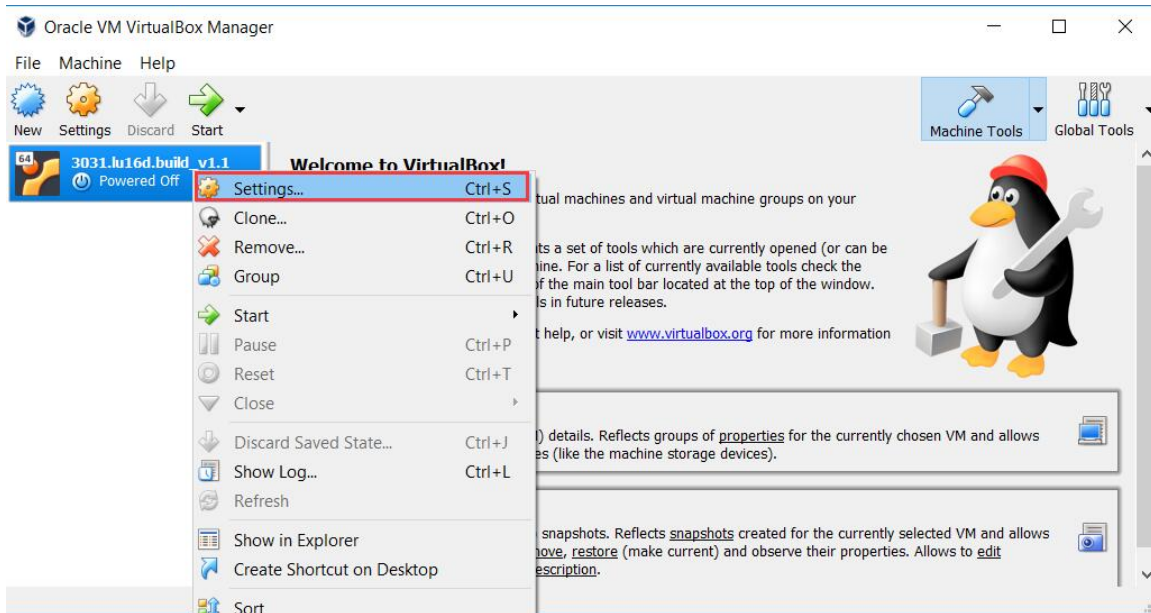 Oracle VM VirtualBox Manager
File Machine Help
New Settings Discard Start
Machine Tools Global Tools
64 3031.lu16d.build_v1.1
Powered Off
Welcome to VirtualBox!
Settings... Ctrl+S
Clone... Ctrl+O
Remove... Ctrl+R
Group Ctrl+U
Start
Pause Ctrl+P
Reset Ctrl+T
Close
Discard Saved State... Ctrl+J
Show Log... Ctrl+L
Refresh
Show in Explorer
Create Shortcut on Desktop
Sort
tual machines and virtual machine groups on your
ts a set of tools which are currently opened (or can be
ine. For a list of currently available tools check the
of the main tool bar located at the top of the window.
ls in future releases.
t help, or visit www.virtualbox.org for more information
l) details. Reflects groups of properties for the currently chosen VM and allows
es (like the machine storage devices).
snapshots. Reflects snapshots created for the currently selected VM and allows
ove, restore (make current) and observe their properties. Allows to edit
escription.